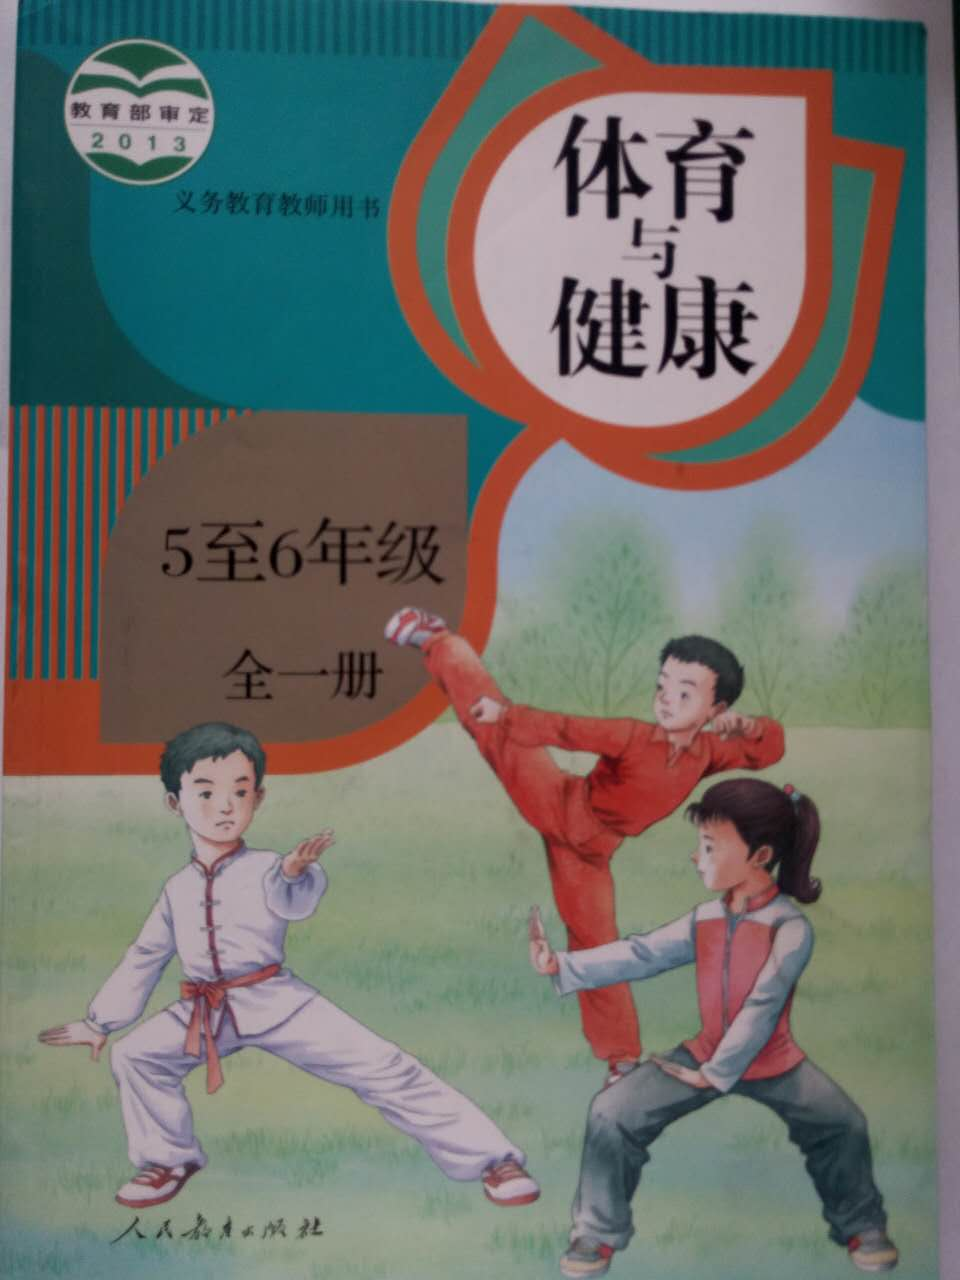 教育部审定
2013
义务教育教师用书
体育
与
健康
5至6年级
全一册
人民教育出版社